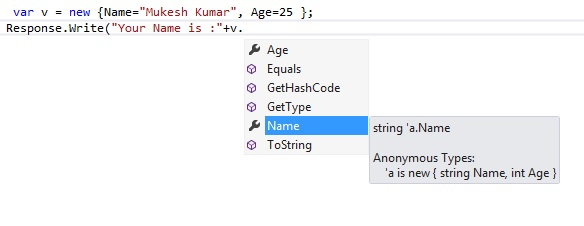 var v = new {Name="Mukesh Kumar", Age=25 };
Response.Write("Your Name is :"+v.
Age
Equals
GetHashCode
GetType
Name
ToString
string 'a.Name
Anonymous Types:
'a is new { string Name, int Age }